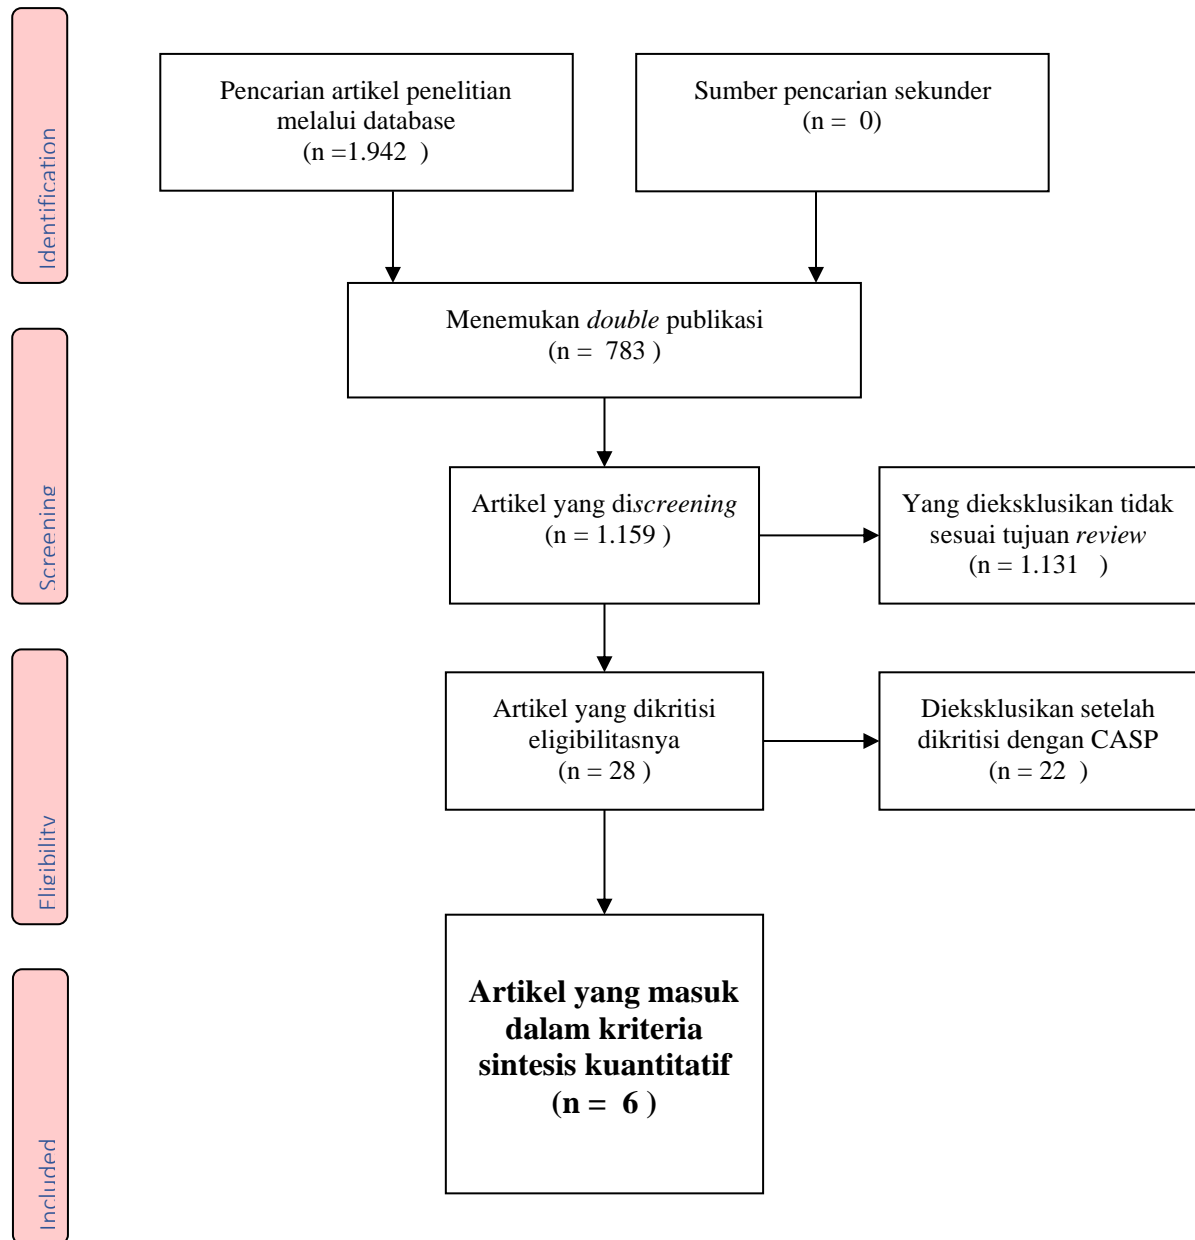 Identification
Pencarian artikel penelitian
melalui database
(n =1.942  )
Sumber pencarian sekunder
(n =  0)
Menemukan double publikasi
(n =  783 )
Screening
Artikel yang discreening
(n = 1.159 )
Yang dieksklusikan tidak
sesuai tujuan review
(n = 1.131   )
Eligibility
Artikel yang dikritisi
eligibilitasnya
(n = 28 )
Dieksklusikan setelah
dikritisi dengan CASP
(n = 22  )
Included
Artikel yang masuk
dalam kriteria
sintesis kuantitatif
(n =  6 )